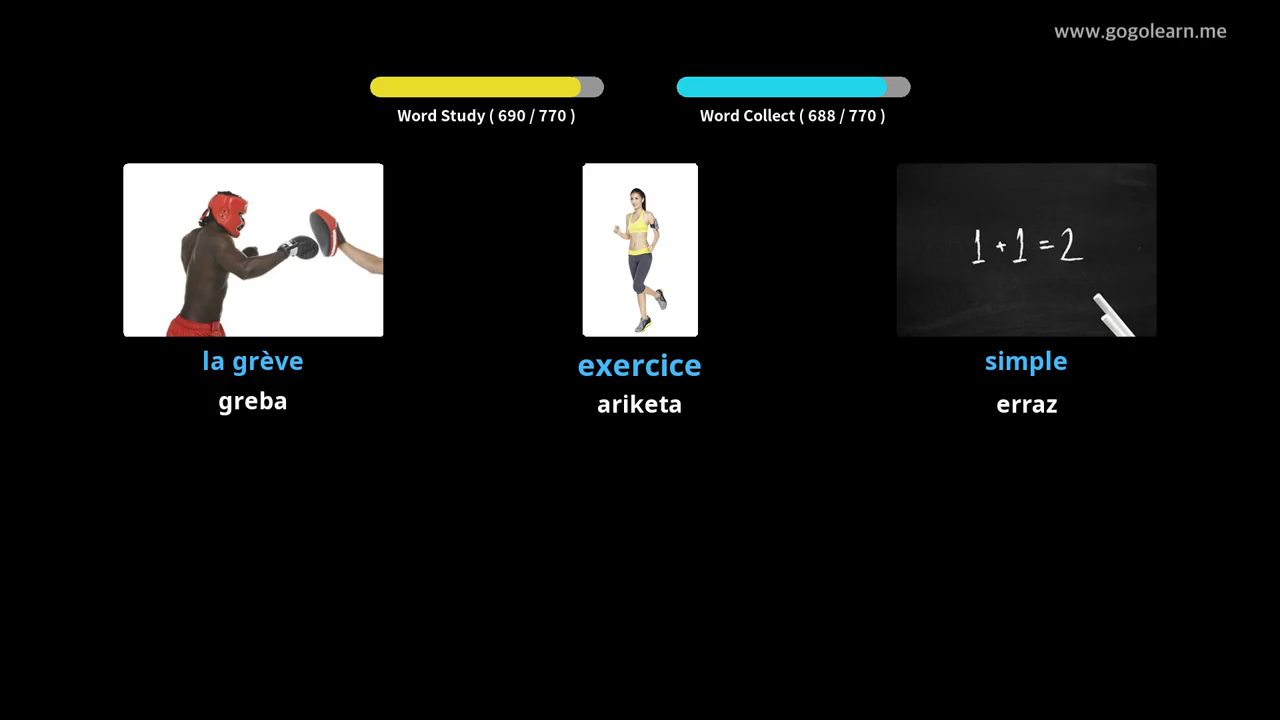 www.gogolearn.me
Word Study ( 690 / 770 )
Word Collect ( 688 / 770 )
1 + 1 = 2
la grève
exercice
simple
greba
ariketa
erraz